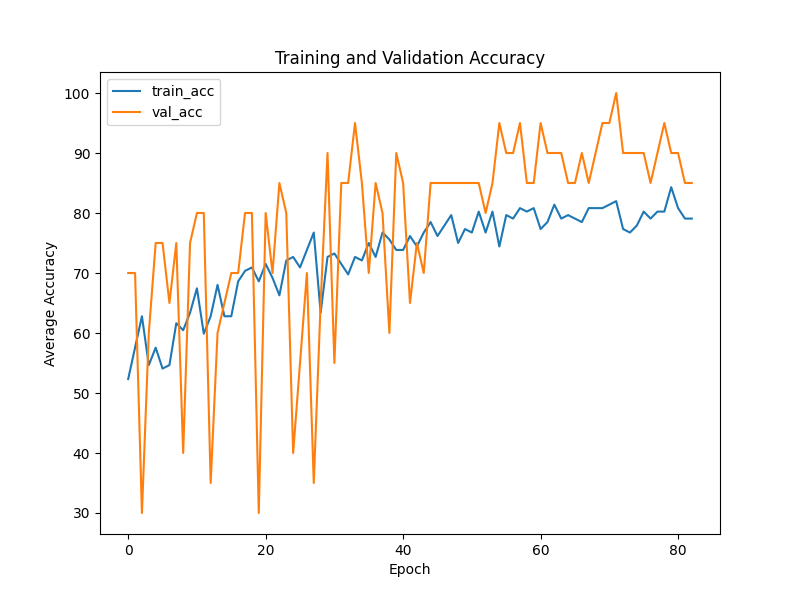 Training and Validation Accuracy
train_acc
val_acc
100
90
80
70
60
50
40
30
Average Accuracy
0 20 40 60 80
Epoch